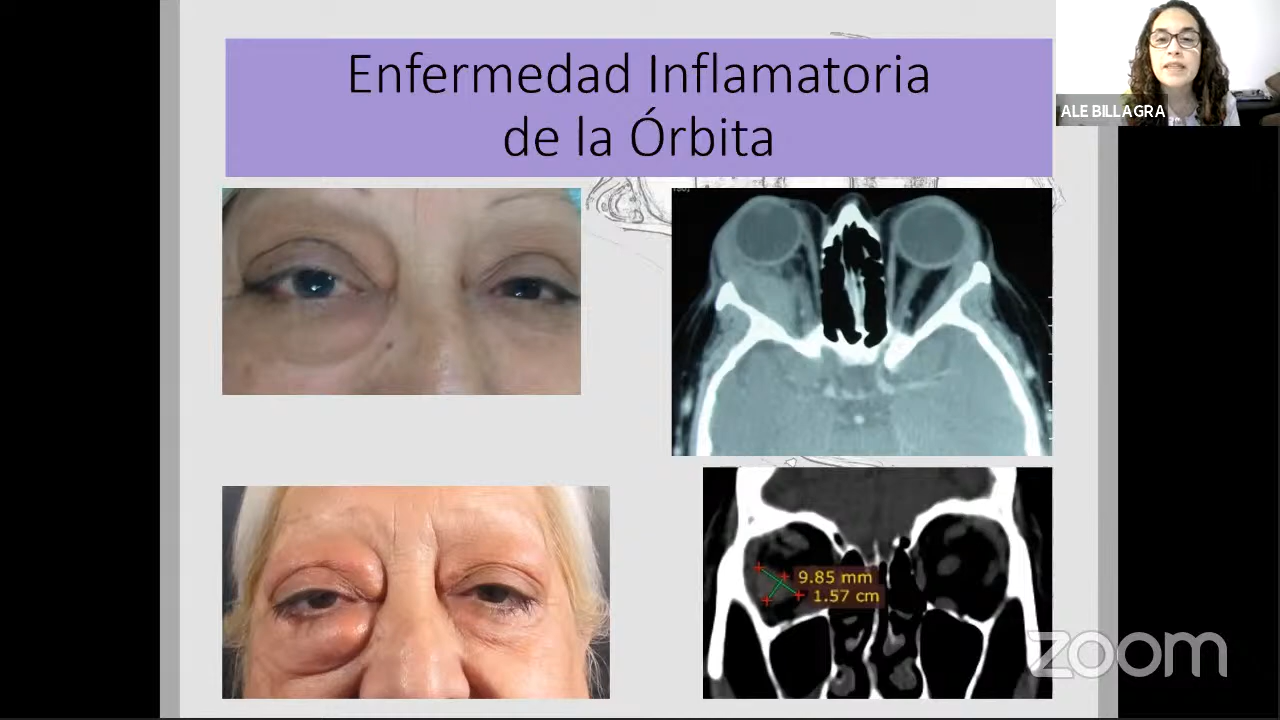 Enfermedad Inflamatoria
de la Órbita
ALE BILLAGRA
9.85 mm
1.57 cm
zoom